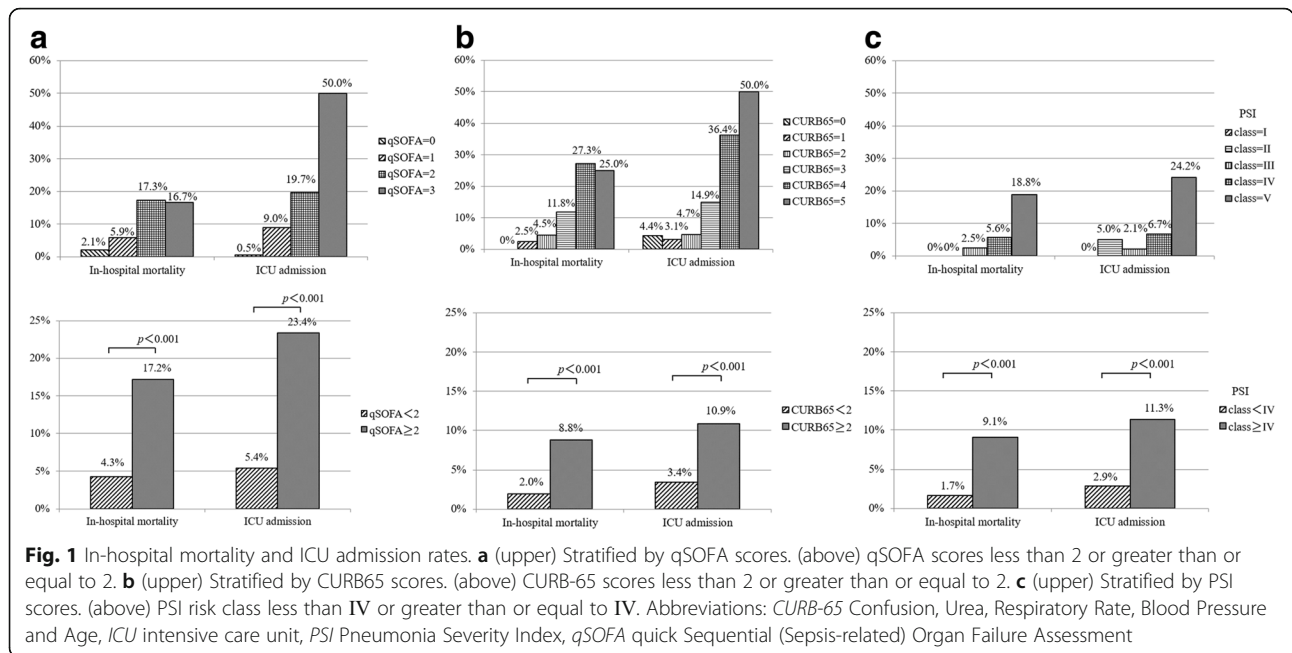 a
60%
50%
40%
30%
20%
10%
0%
2.1%
5.9%
17.3%
16.7%
0.5%
9.0%
19.7%
50.0%
In-hospital mortality
ICU admission
qSOFA=0
qSOFA=1
qSOFA=2
qSOFA=3
b
60%
50%
40%
30%
20%
10%
0%
0%
2.5%
4.5%
11.8%
27.3%
25.0%
4.4%
3.1%
4.7%
14.9%
36.4%
50.0%
In-hospital mortality
ICU admission
CURB65=0
CURB65=1
CURB65=2
CURB65=3
CURB65=4
CURB65=5
c
60%
50%
40%
30%
20%
10%
0%
0%
0%
2.5%
5.6%
18.8%
0%
5.0%
2.1%
6.7%
24.2%
In-hospital mortality
ICU admission
PSI
class=I
class=II
class=III
class=IV
class=V
25%
20%
15%
10%
5%
0%
p<0.001
4.3%
17.2%
p<0.001
5.4%
23.4%
In-hospital mortality
ICU admission
qSOFA<2
qSOFA≥2
25%
20%
15%
10%
5%
0%
p<0.001
2.0%
8.8%
p<0.001
3.4%
10.9%
In-hospital mortality
ICU admission
CURB65<2
CURB65≥2
25%
20%
15%
10%
5%
0%
p<0.001
1.7%
9.1%
p<0.001
2.9%
11.3%
In-hospital mortality
ICU admission
PSI
class<IV
class≥IV
Fig. 1 In-hospital mortality and ICU admission rates. a (upper) Stratified by qSOFA scores. (above) qSOFA scores less than 2 or greater than or
equal to 2. b (upper) Stratified by CURB65 scores. (above) CURB-65 scores less than 2 or greater than or equal to 2. c (upper) Stratified by PSI
scores. (above) PSI risk class less than IV or greater than or equal to IV. Abbreviations: CURB-65 Confusion, Urea, Respiratory Rate, Blood Pressure
and Age, ICU intensive care unit, PSI Pneumonia Severity Index, qSOFA quick Sequential (Sepsis-related) Organ Failure Assessment